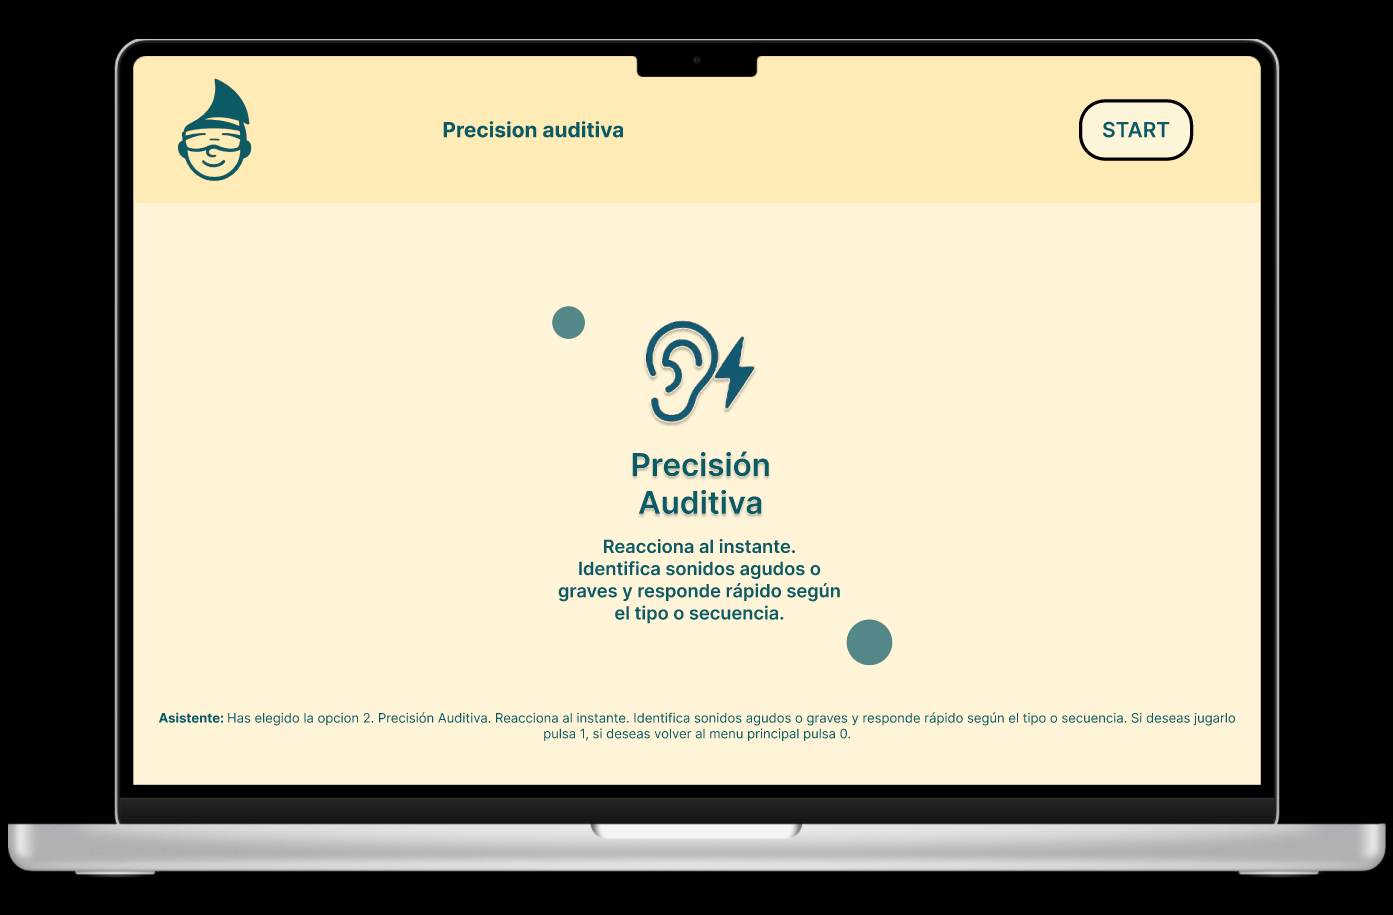 Precision auditiva
START
Precisión
Auditiva
Reacciona al instante.
Identifica sonidos agudos o
graves y responde rápido según
el tipo o secuencia.
Asistente: Has elegido la opcion 2. Precisión Auditiva. Reacciona al instante. Identifica sonidos agudos o graves y responde rápido según el tipo o secuencia. Si deseas jugarlo
pulsa 1, si deseas volver al menu principal pulsa 0.